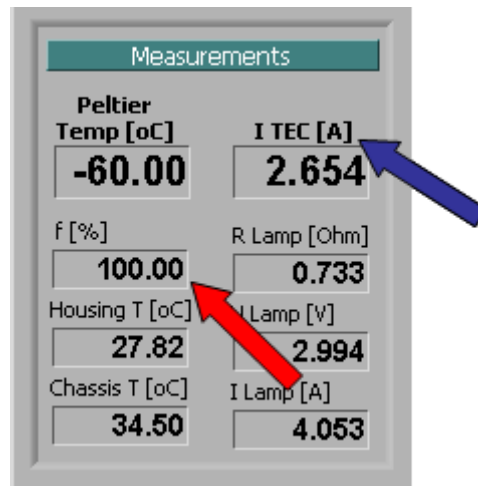 Measurements
Peltier
Temp [oC]
I TEC [A]
-60.00
2.654
f [%]
R Lamp [Ohm]
100.00
0.733
Housing T [oC]
Lamp [V]
27.82
2.994
Chassis T [oC]
I Lamp [A]
34.50
4.053